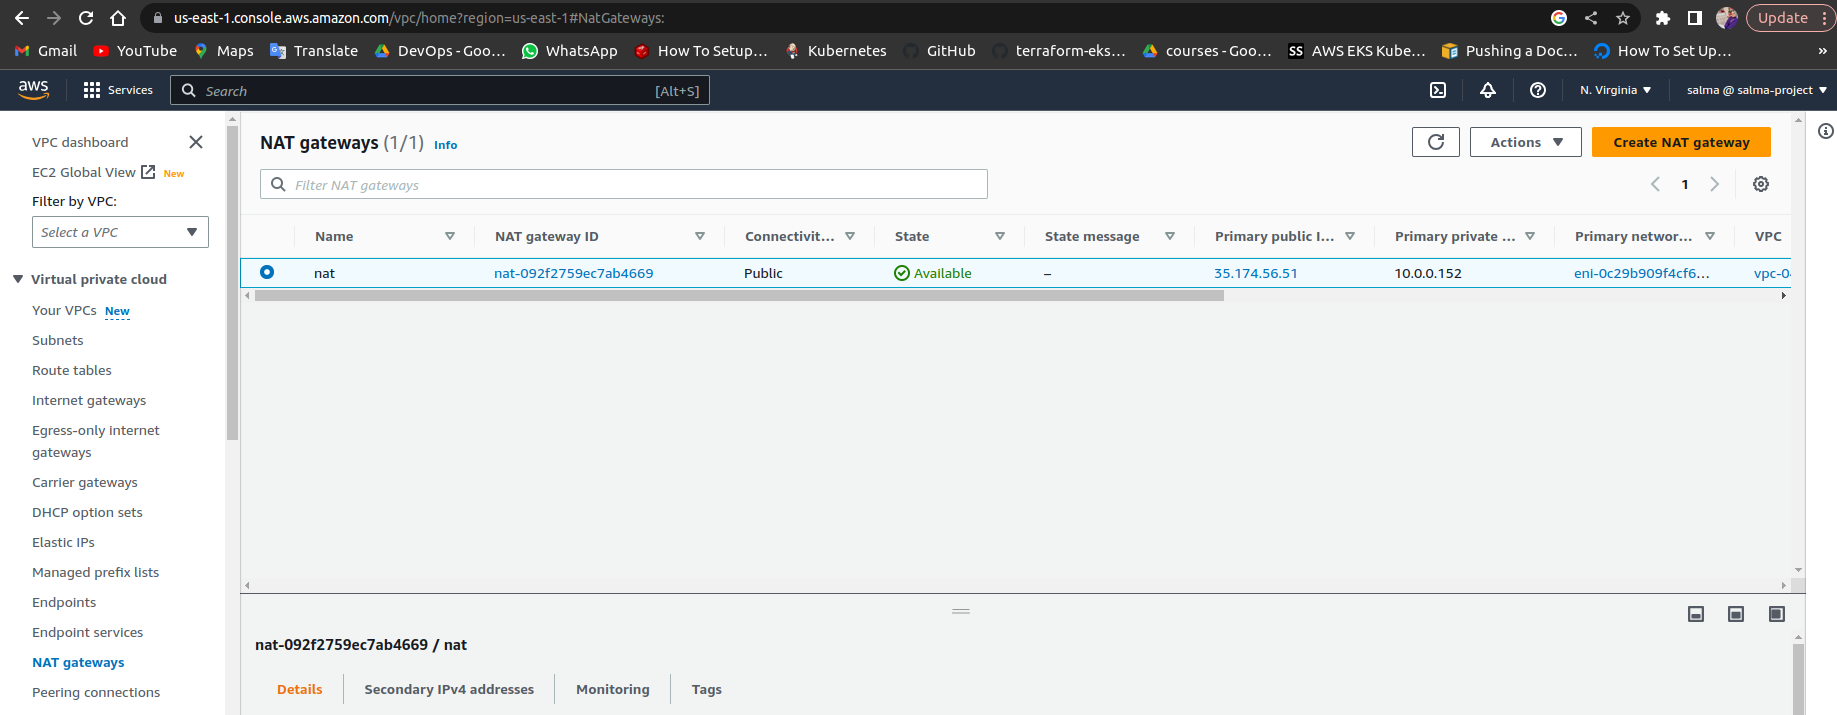 us-east-1.console.aws.amazon.com/vpc/home?region=us-east-1#NatGateways:
Update
Gmail YouTube Maps Translate DevOps - Goo... WhatsApp How To Setup... Kubernetes GitHub terraform-eks... courses - Goo... SS AWS EKS Kube... Pushing a Doc... How To Set Up... »
aws Services Search [Alt+S] N. Virginia salma @ salma-project
VPC dashboard
EC2 Global View New
Filter by VPC:
Select a VPC
Virtual private cloud
Your VPCs New
Subnets
Route tables
Internet gateways
Egress-only internet
gateways
Carrier gateways
DHCP option sets
Elastic IPs
Managed prefix lists
Endpoints
Endpoint services
NAT gateways
Peering connections
NAT gateways (1/1) Info
Actions
Create NAT gateway
Filter NAT gateways
1
Name NAT gateway ID Connectivit... State State message Primary public I... Primary private ... Primary networ... VPC
nat nat-092f2759ec7ab4669 Public Available – 35.174.56.51 10.0.0.152 eni-0c29b909f4cf6... vpc-0
nat-092f2759ec7ab4669 / nat
Details Secondary IPv4 addresses Monitoring Tags